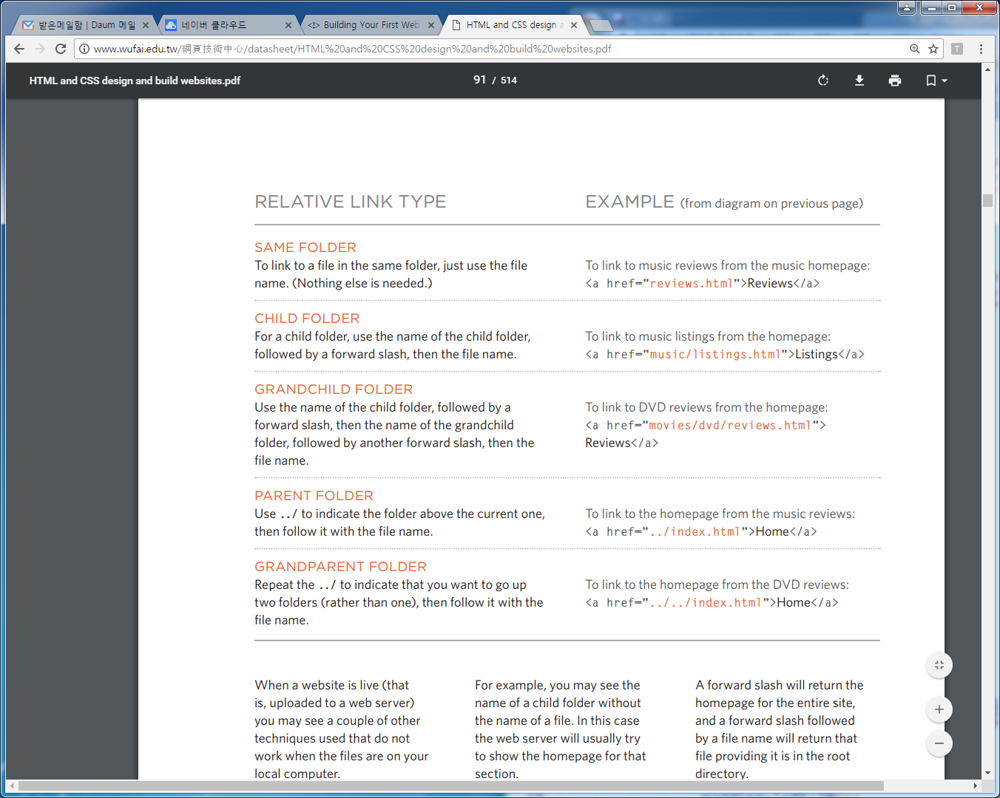 받은메일함 | Daum 메일
네이버 클라우드
Building Your First Web
HTML and CSS design a
www.wufai.edu.tw/網頁技術中心/datasheet/HTML%20and%20CSS%20design%20and%20build%20websites.pdf
T
HTML and CSS design and build websites.pdf
91 / 514
RELATIVE LINK TYPE
EXAMPLE (from diagram on previous page)
SAME FOLDER
To link to a file in the same folder, just use the file
name. (Nothing else is needed.)
To link to music reviews from the music homepage:
<a href="reviews.html">Reviews</a>
CHILD FOLDER
For a child folder, use the name of the child folder,
followed by a forward slash, then the file name.
To link to music listings from the homepage:
<a href="music/listings.html">Listings</a>
GRANDCHILD FOLDER
Use the name of the child folder, followed by a
forward slash, then the name of the grandchild
folder, followed by another forward slash, then the
file name.
To link to DVD reviews from the homepage:
<a href="movies/dvd/reviews.html">
Reviews</a>
PARENT FOLDER
Use ../ to indicate the folder above the current one,
then follow it with the file name.
To link to the homepage from the music reviews:
<a href="../index.html">Home</a>
GRANDPARENT FOLDER
Repeat the ../ to indicate that you want to go up
two folders (rather than one), then follow it with the
file name.
To link to the homepage from the DVD reviews:
<a href="../../index.html">Home</a>
When a website is live (that
is, uploaded to a web server)
you may see a couple of other
techniques used that do not
work when the files are on your
local computer.
For example, you may see the
name of a child folder without
the name of a file. In this case
the web server will usually try
to show the homepage for that
section.
A forward slash will return the
homepage for the entire site,
and a forward slash followed
by a file name will return that
file providing it is in the root
directory.